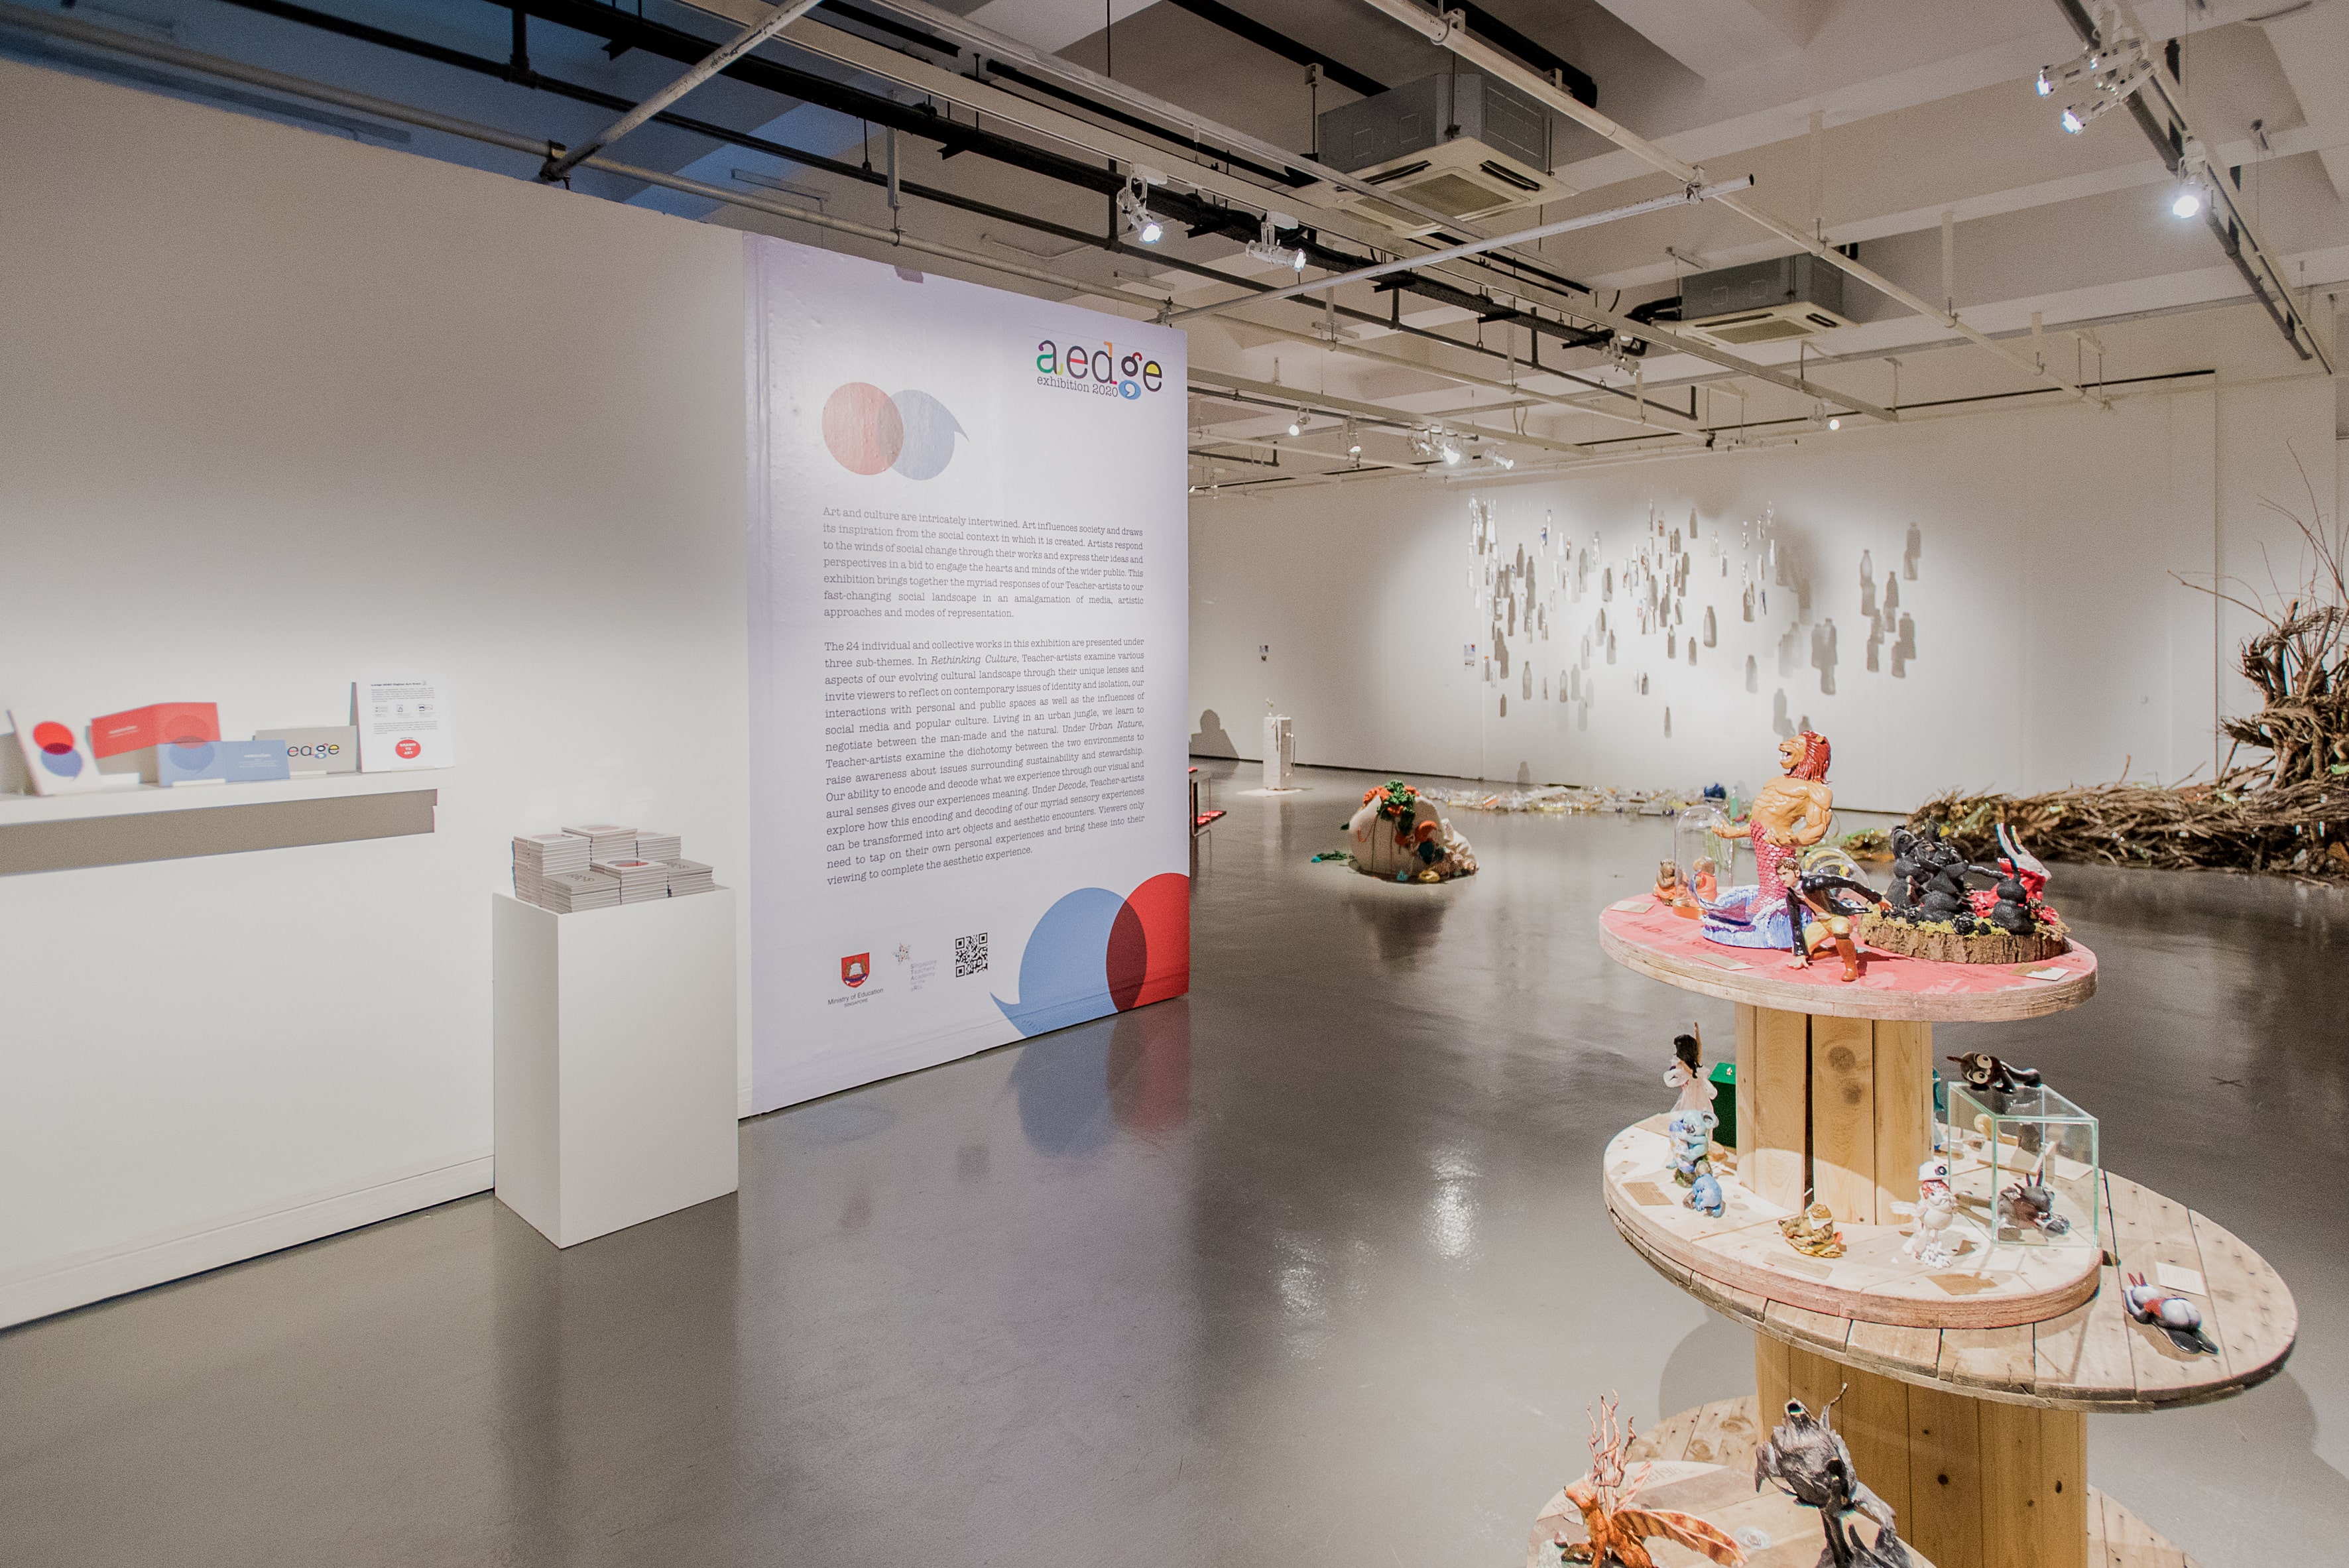 aedge
exhibition 2020
Art and culture are intricately intertwined. Art influences society and draws
its inspiration from the social context in which it is created. Artists respond
to the winds of social change through their works and express their ideas and
perspectives in a bid to engage the hearts and minds of the wider public. This
exhibition brings together the myriad responses of our Teacher-artists to our
fast-changing social landscape in an amalgamation of media, artistic
approaches and modes of representation.
The 24 individual and collective works in this exhibition are presented under
three sub-themes. In Rethinking Culture, Teacher-artists examine various
aspects of our evolving cultural landscape through their unique lenses and
invite viewers to reflect on contemporary issues of identity and isolation, our
interactions with personal and public spaces as well as the influences of
social media and popular culture. Living in an urban jungle, we learn to
negotiate between the man-made and the natural. Under Urban Nature,
Teacher-artists examine the dichotomy between the two environments to
raise awareness about issues surrounding sustainability and stewardship.
Our ability to encode and decode what we experience through our visual and
aural senses gives our experiences meaning. Under Decode, Teacher-artists
explore how this encoding and decoding of our myriad sensory experiences
can be transformed into art objects and aesthetic encounters. Viewers only
need to tap on their own personal experiences and bring these into their
viewing to complete the aesthetic experience.
Ministry of Education
SINGAPORE
Singapore
Teachers'
Academy
for the
aRts
edge